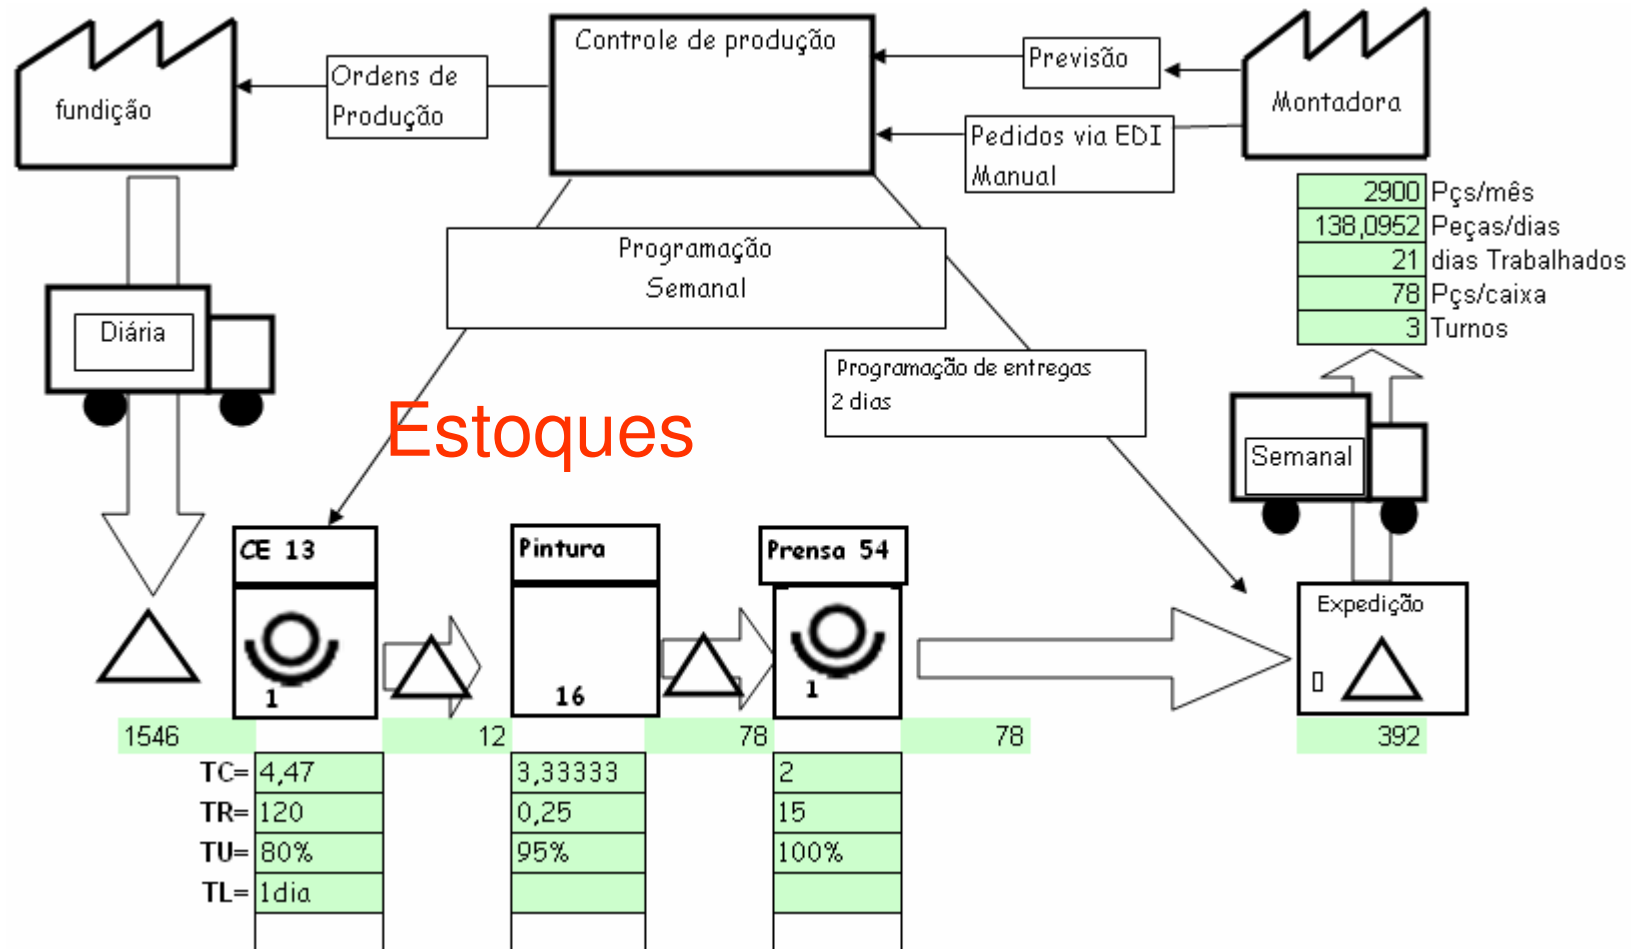 Controle de produção
Previsão
Ordens de
Produção
fundição
Montadora
Pedidos via EDI
Manual
2900 Pçs/mês
138,0952 Peças/dias
21 dias Trabalhados
78 Pçs/caixa
3 Turnos
Programação
Semanal
Diária
Programação de entregas
2 dias
Estoques
Semanal
CE 13
Pintura
Prensa 54
Expedição
1
16
1
1546 12 78 78 392
TC= 4,47 3,33333 2
TR= 120 0,25 15
TU= 80% 95% 100%
TL= 1dia